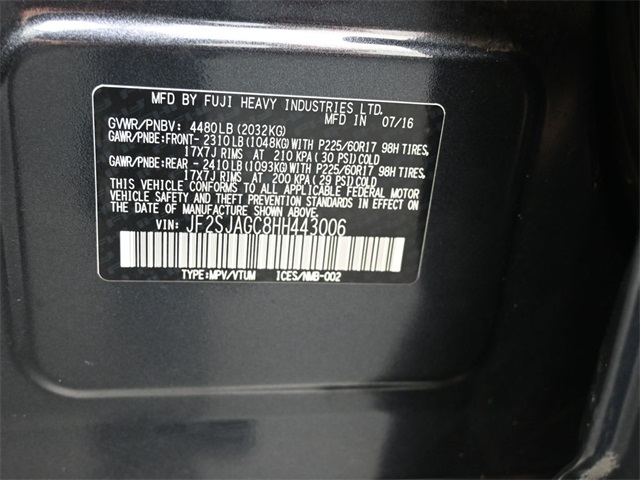 MFD BY FUJI HEAVY INDUSTRIES LTD.
MFD IN 07/16
GVWR/PNBV: 4480LB(2032KG)
GAWR/PNBE:FRONT- 2310LB(1048KG)WITH P225/60R17 98H TIRES,
17X7J RIMS AT 210 KPA(30 PSI)COLD
GAWR/PNBE:REAR - 2410LB(1093KG)WITH P225/60R17 98H TIRES,
17X7J RIMS AT 200 KPA(29 PSI)COLD
THIS VEHICLE CONFORMS TO ALL APPLICABLE FEDERAL MOTOR
VEHICLE SAFETY AND THEFT PREVENTION STANDARDS IN EFFECT
ON THE DATE OF MANUFACTURE SHOWN ABOVE.
VIN: JF2SJAGC8HH443006
TYPE:MPV/VTUM ICES/NMB-002